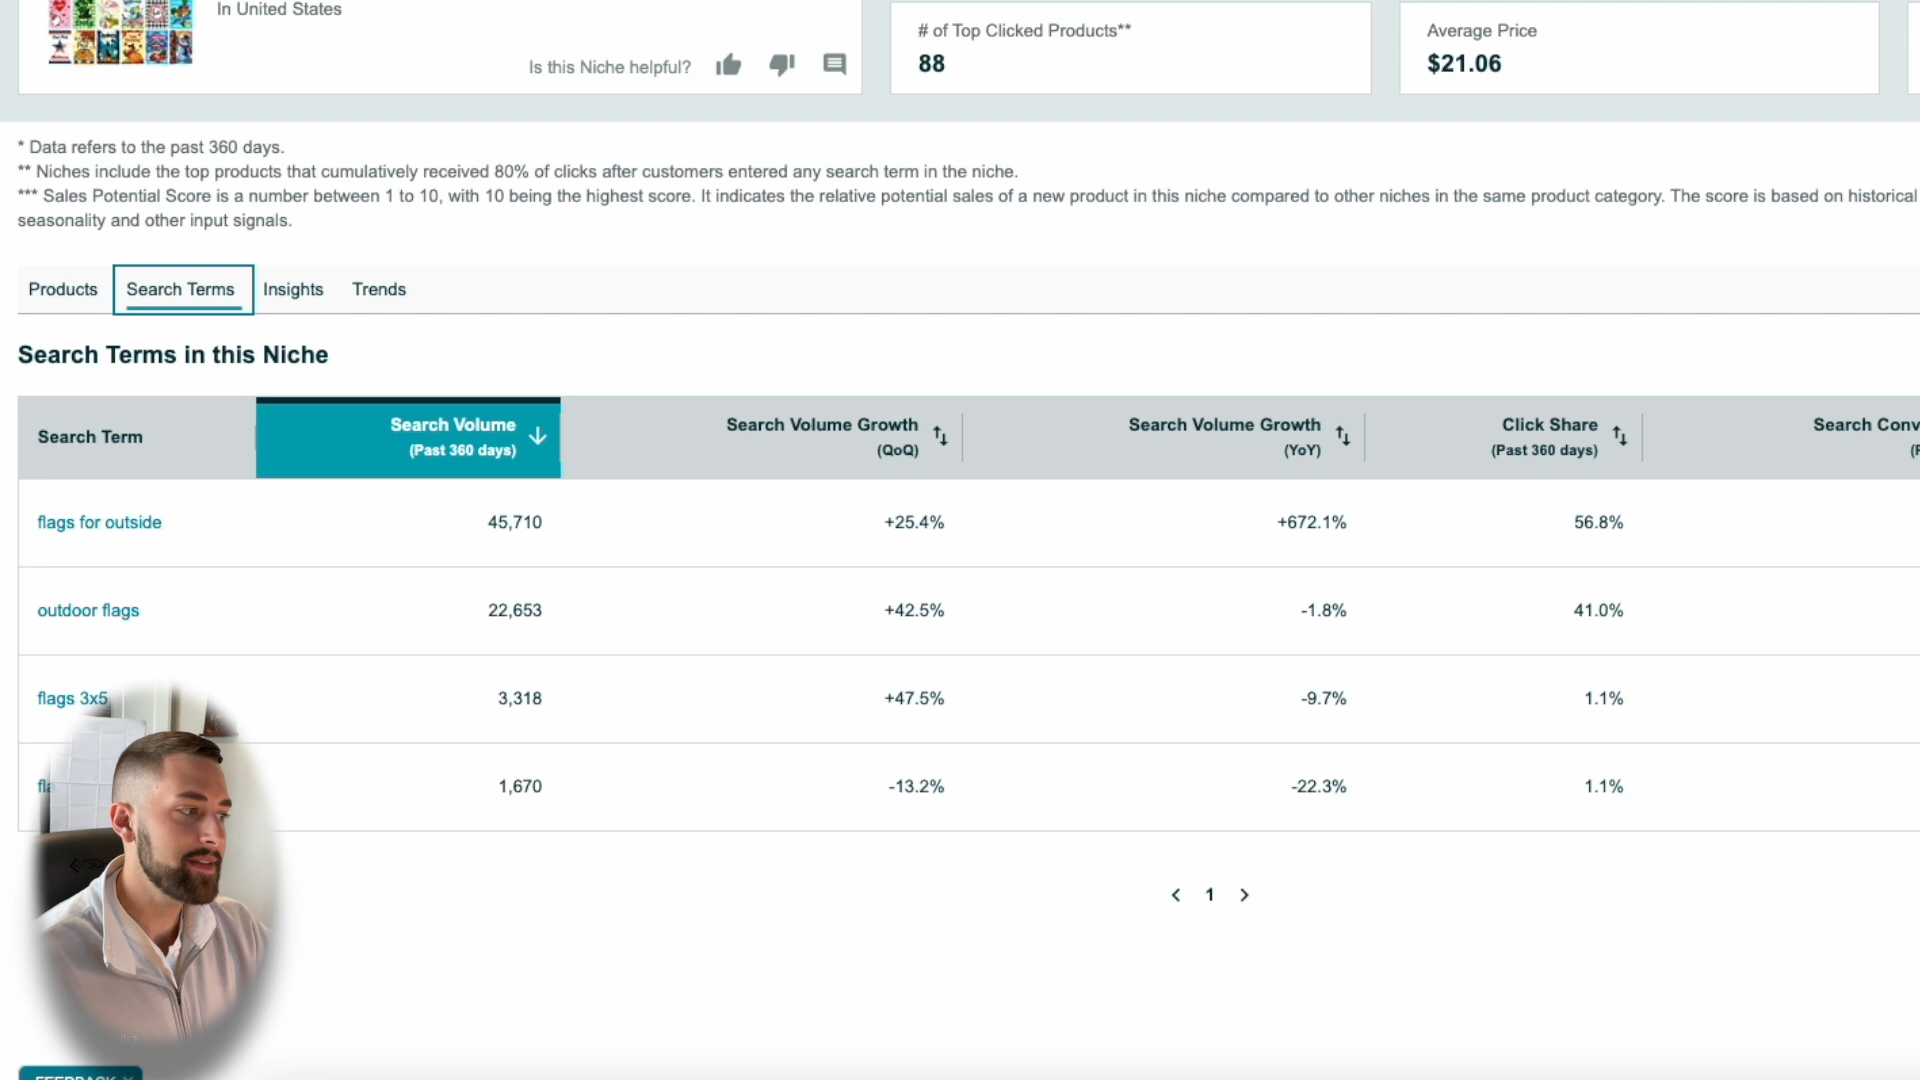 In United States
Is this Niche helpful?
# of Top Clicked Products**
88
Average Price
$21.06
* Data refers to the past 360 days.
** Niches include the top products that cumulatively received 80% of clicks after customers entered any search term in the niche.
*** Sales Potential Score is a number between 1 to 10, with 10 being the highest score. It indicates the relative potential sales of a new product in this niche compared to other niches in the same product category. The score is based on historical
seasonality and other input signals.
Products Search Terms Insights Trends
Search Terms in this Niche
Search Term
Search Volume
(Past 360 days)
Search Volume Growth
(QoQ)
Search Volume Growth
(YoY)
Click Share
(Past 360 days)
Search Conv
flags for outside 45,710 +25.4% +672.1% 56.8%
outdoor flags 22,653 +42.5% -1.8% 41.0%
flags 3x5 3,318 +47.5% -9.7% 1.1%
1,670 -13.2% -22.3% 1.1%
1
FEEDBACK